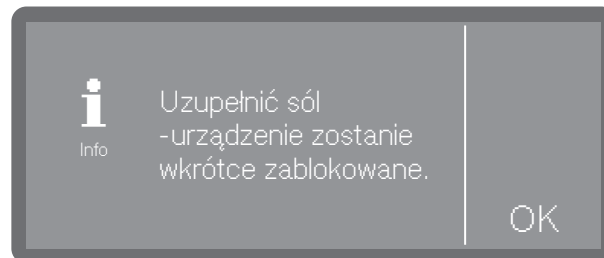 Uzupełnić sól
-urządzenie zostanie
wkrótce zablokowane.
Info
OK